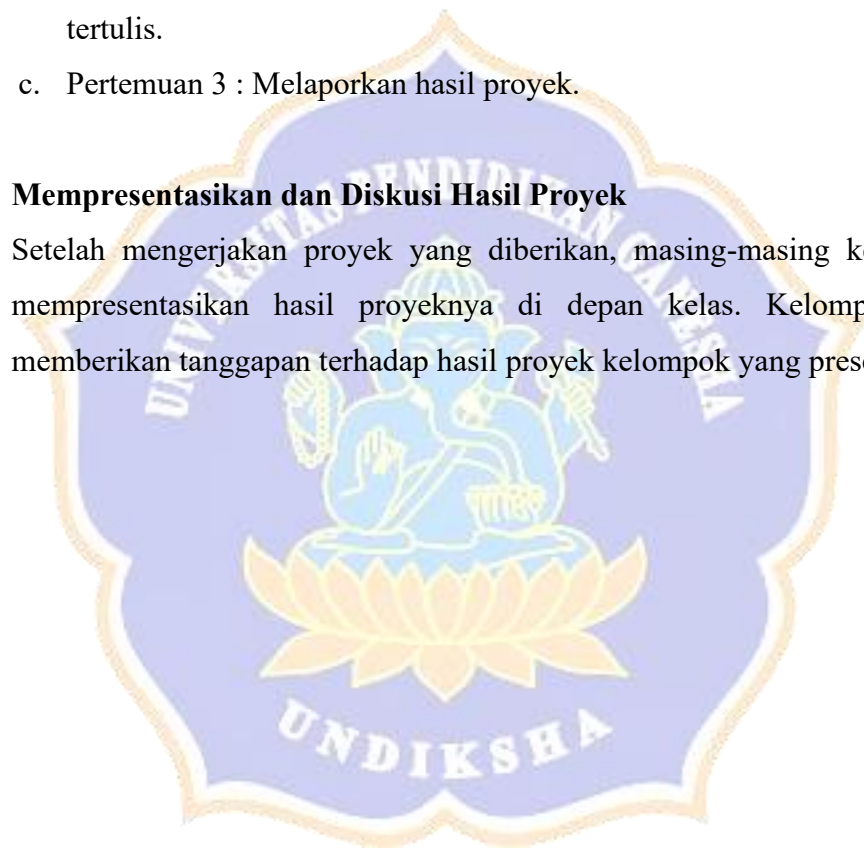 tertulis.
c. Pertemuan 3 : Melaporkan hasil proyek.
Mempresentasikan dan Diskusi Hasil Proyek
Setelah mengerjakan proyek yang diberikan, masing-masing ke
mempresentasikan hasil proyeknya di depan kelas. Kelomp
memberikan tanggapan terhadap hasil proyek kelompok yang pres
UNIVERSITAS PENDIDIKAN GANESHA
UNDIKSHA